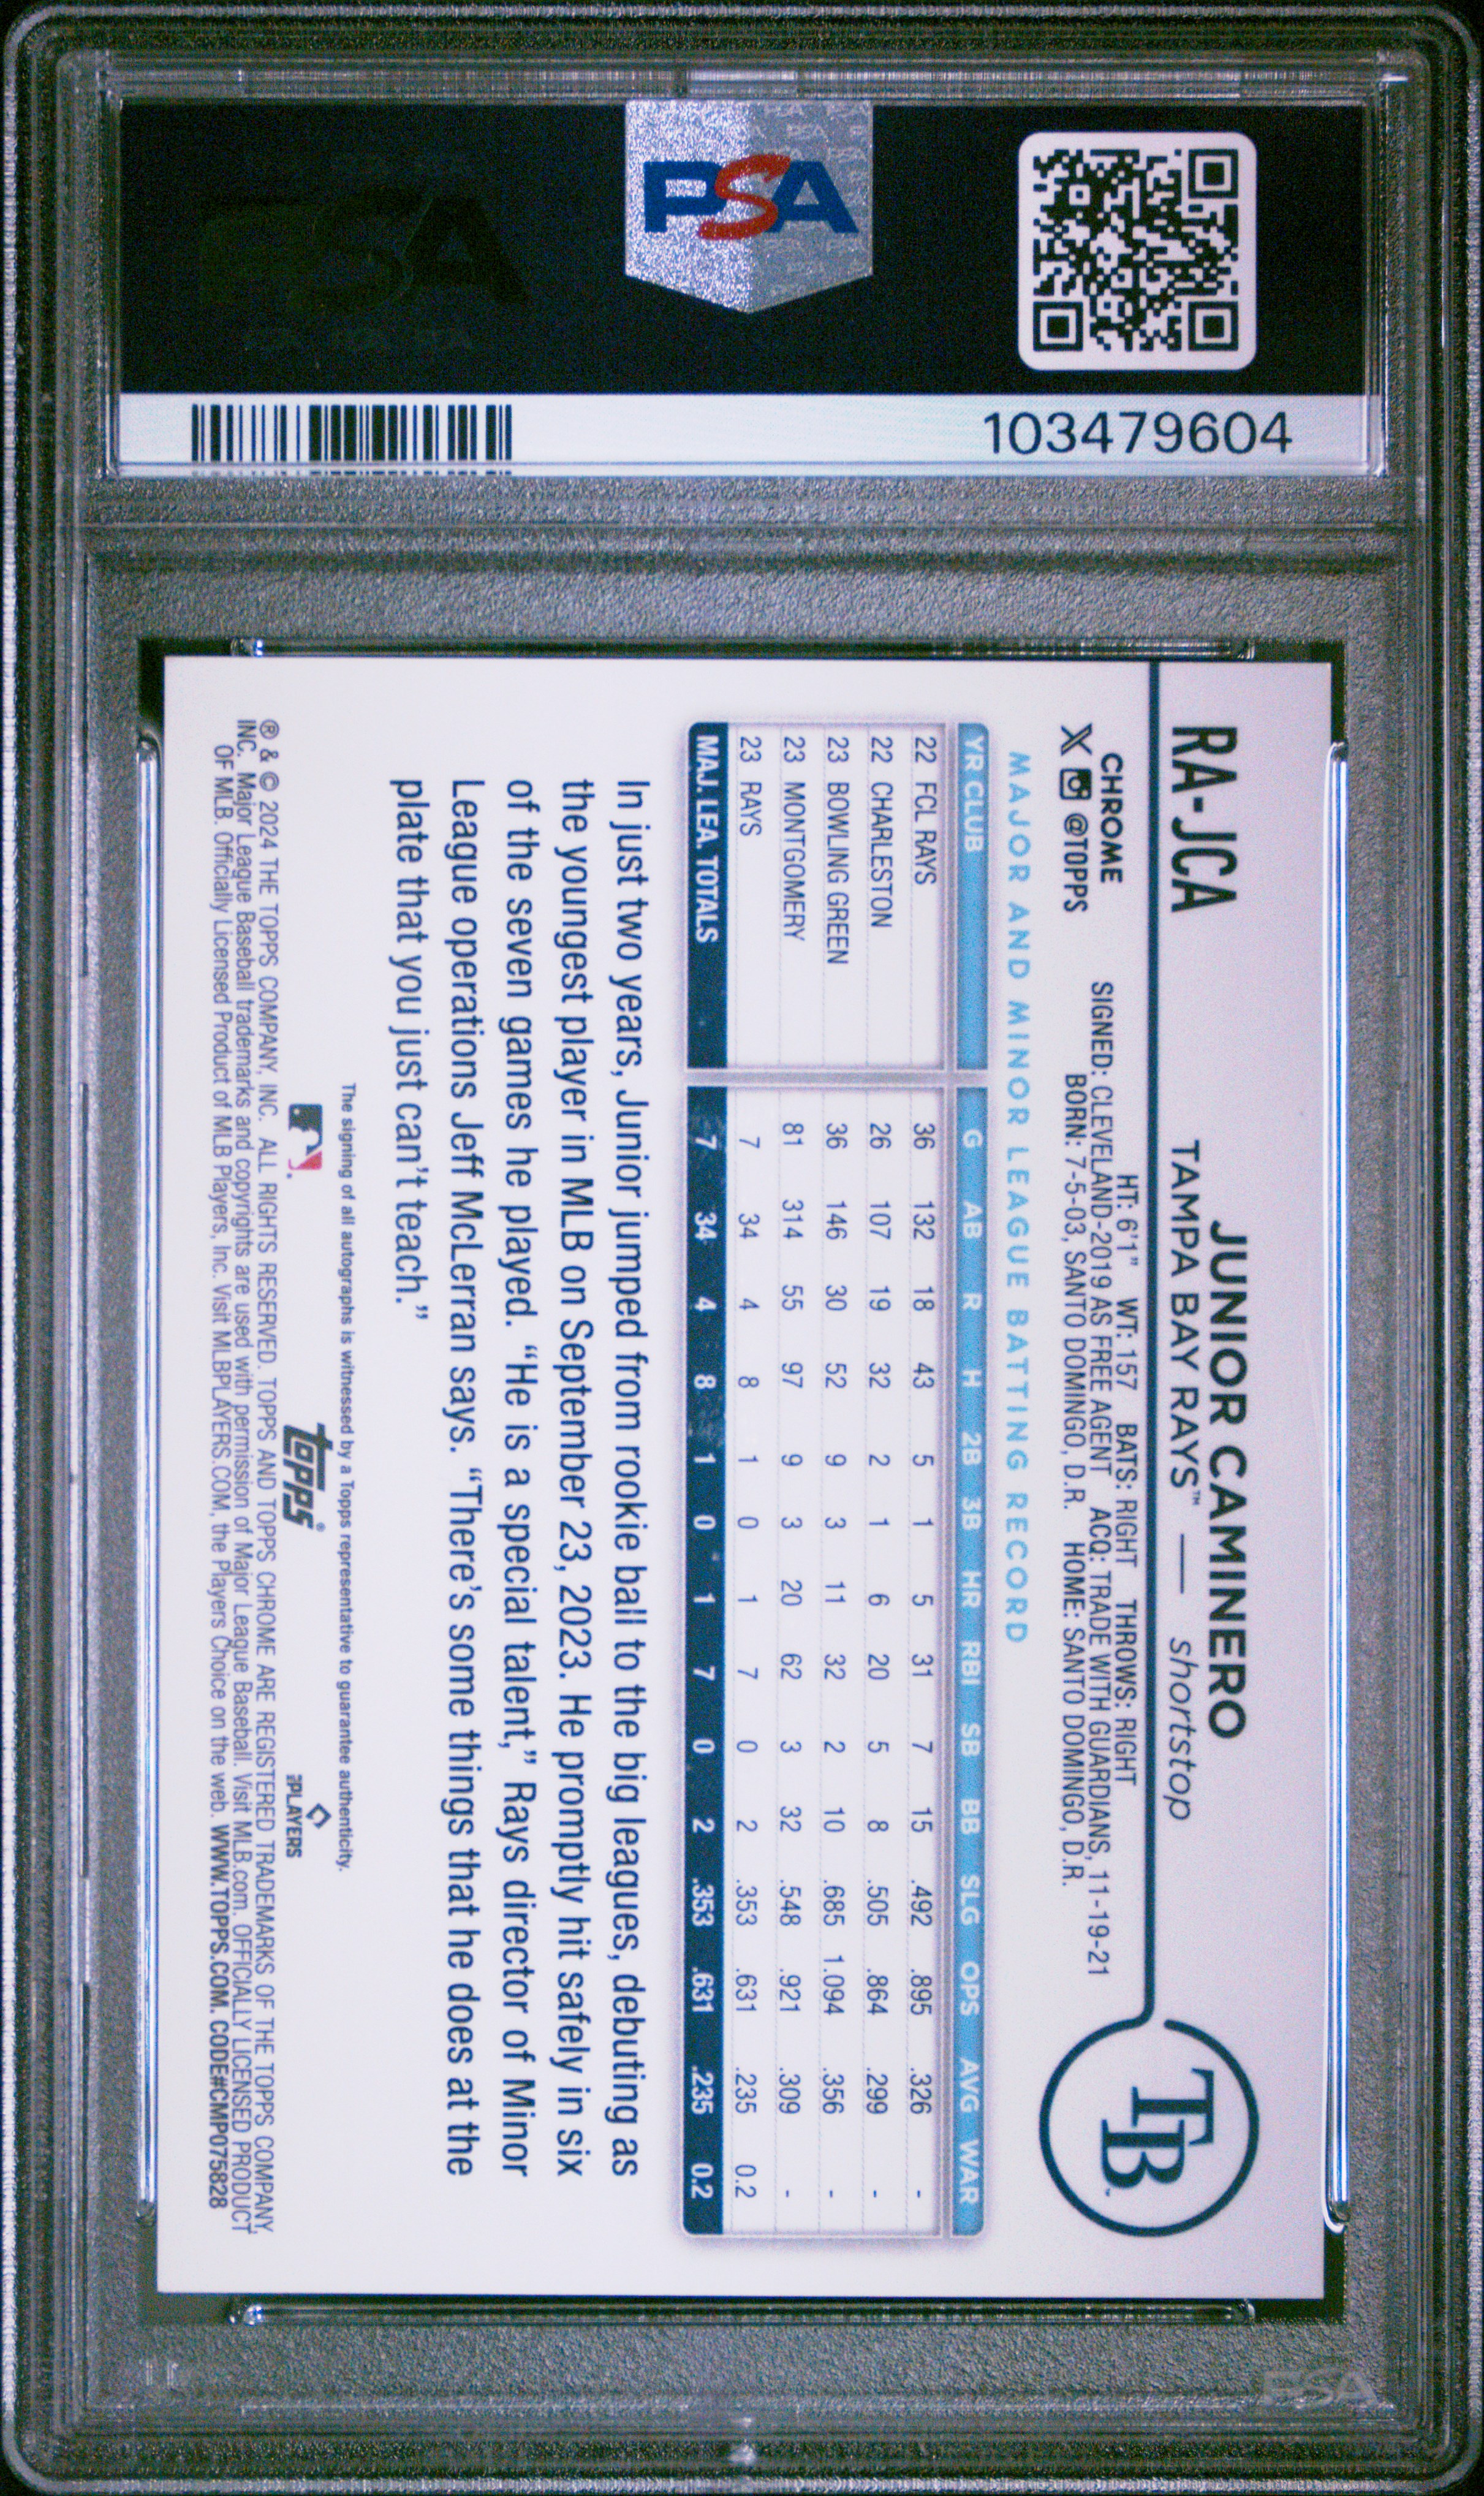 PSA
103479604
RA-JCA
JUNIOR CAMINERO
TAMPA BAY RAYS™ — shortstop
CHROME
@TOPPS
HT: 6'1" WT: 157 BATS: RIGHT THROWS: RIGHT
SIGNED: CLEVELAND-2019 AS FREE AGENT ACQ: TRADE WITH GUARDIANS, 11-19-21
BORN: 7-5-03, SANTO DOMINGO, D.R. HOME: SANTO DOMINGO, D.R.
TB
MAJOR AND MINOR LEAGUE BATTING RECORD
YR CLUB G AB R H 2B 3B HR RBI SB BB SLG OPS AVG WAR
22 FCL RAYS 36 132 18 43 5 1 5 31 7 15 .492 .895 .326 -
22 CHARLESTON 26 107 19 32 2 1 6 20 5 8 .505 .864 .299 -
23 BOWLING GREEN 36 146 30 52 9 3 11 32 2 10 .685 1.094 .356 -
23 MONTGOMERY 81 314 55 97 9 3 20 62 3 32 .548 .921 .309 -
23 RAYS 7 34 4 8 1 0 1 7 0 2 .353 .631 .235 0.2
MAJ. LEA. TOTALS 7 34 4 8 1 0 1 7 0 2 .353 .631 .235 0.2
In just two years, Junior jumped from rookie ball to the big leagues, debuting as
the youngest player in MLB on September 23, 2023. He promptly hit safely in six
of the seven games he played. “He is a special talent,” Rays director of Minor
League operations Jeff McLerran says. “There’s some things that he does at the
plate that you just can’t teach.”
The signing of all autographs is witnessed by a Topps representative to guarantee authenticity.
topps®
PLAYERS
® & © 2024 THE TOPPS COMPANY, INC. ALL RIGHTS RESERVED. TOPPS AND TOPPS CHROME ARE REGISTERED TRADEMARKS OF THE TOPPS COMPANY,
INC. Major League Baseball trademarks and copyrights are used with permission of Major League Baseball. Visit MLB.com. OFFICIALLY LICENSED PRODUCT
OF MLB. Officially Licensed Product of MLB Players, Inc. Visit MLBPLAYERS.COM, the Players Choice on the web. WWW.TOPPS.COM. CODE#CMP075828
PSA